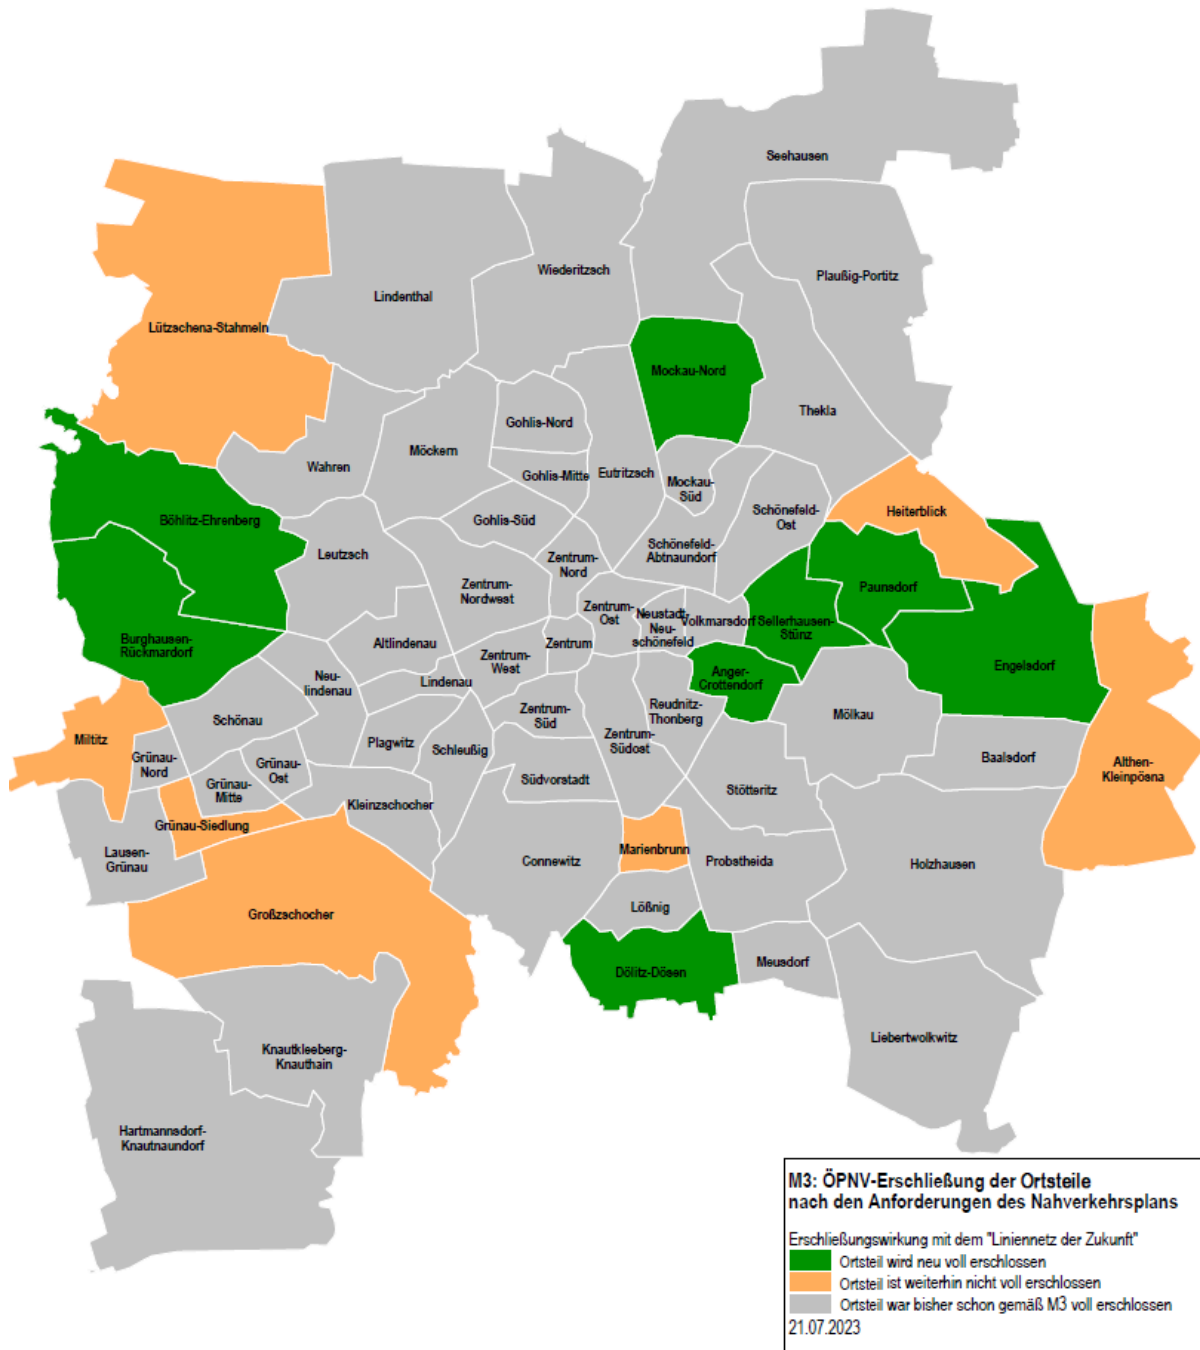 Seehausen
Wiederitzsch
Plaußig-Portitz
Lindenthal
Lützschena-Stahmeln
Mockau-Nord
Thekla
Gohlis-Nord
Möckern
Wahren
Gohlis-Mitte
Eutritzsch
Mockau-
Süd
Schönefeld-
Ost
Heiterblick
Böhlitz-Ehrenberg
Gohlis-Süd
Leutzsch
Schönefeld-
Abtnaundorf
Zentrum-
Nord
Zentrum-
Nordwest
Paunsdorf
Zentrum-
Ost
Neustadt-
Neu-
schönefeld
Volkmarsdorf
Sellerhausen-
Stünz
Burghausen-
Rückmardorf
Altlindenau
Zentrum
Zentrum-
West
Engelsdorf
Anger-
Crottendorf
Neu-
lindenau
Lindenau
Reudnitz-
Thonberg
Schönau
Zentrum-
Süd
Mölkau
Miltitz
Plagwitz
Schleußig
Zentrum-
Südost
Grünau-
Nord
Grünau-
Ost
Baalsdorf
Althen-
Kleinpösna
Grünau-
Mitte
Südvorstadt
Stötteritz
Kleinzschocher
Grünau-Siedlung
Lausen-
Grünau
Marienbrunn
Connewitz
Probstheida
Holzhausen
Lößnig
Großzschocher
Meusdorf
Dölitz-Dösen
Liebertwolkwitz
Knautkleeberg-
Knauthain
Hartmannsdorf-
Knautnaundorf
M3: ÖPNV-Erschließung der Ortsteile
nach den Anforderungen des Nahverkehrsplans
Erschließungswirkung mit dem "Liniennetz der Zukunft"
Ortsteil wird neu voll erschlossen
Ortsteil ist weiterhin nicht voll erschlossen
Ortsteil war bisher schon gemäß M3 voll erschlossen
21.07.2023